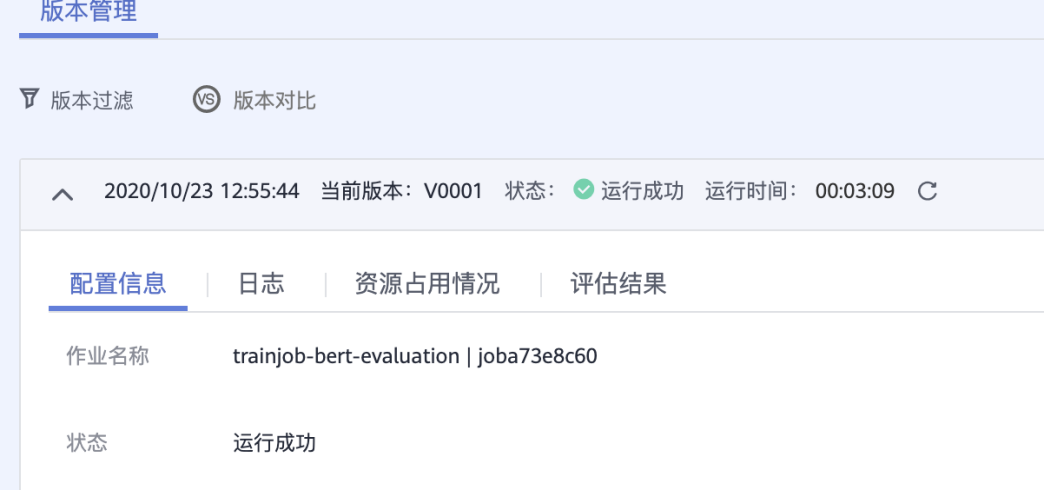 版本管理
版本过滤 VS 版本对比
2020/10/23 12:55:44 当前版本：V0001 状态： 运行成功 运行时间： 00:03:09
配置信息 日志 资源占用情况 评估结果
作业名称 trainjob-bert-evaluation | joba73e8c60
状态 运行成功